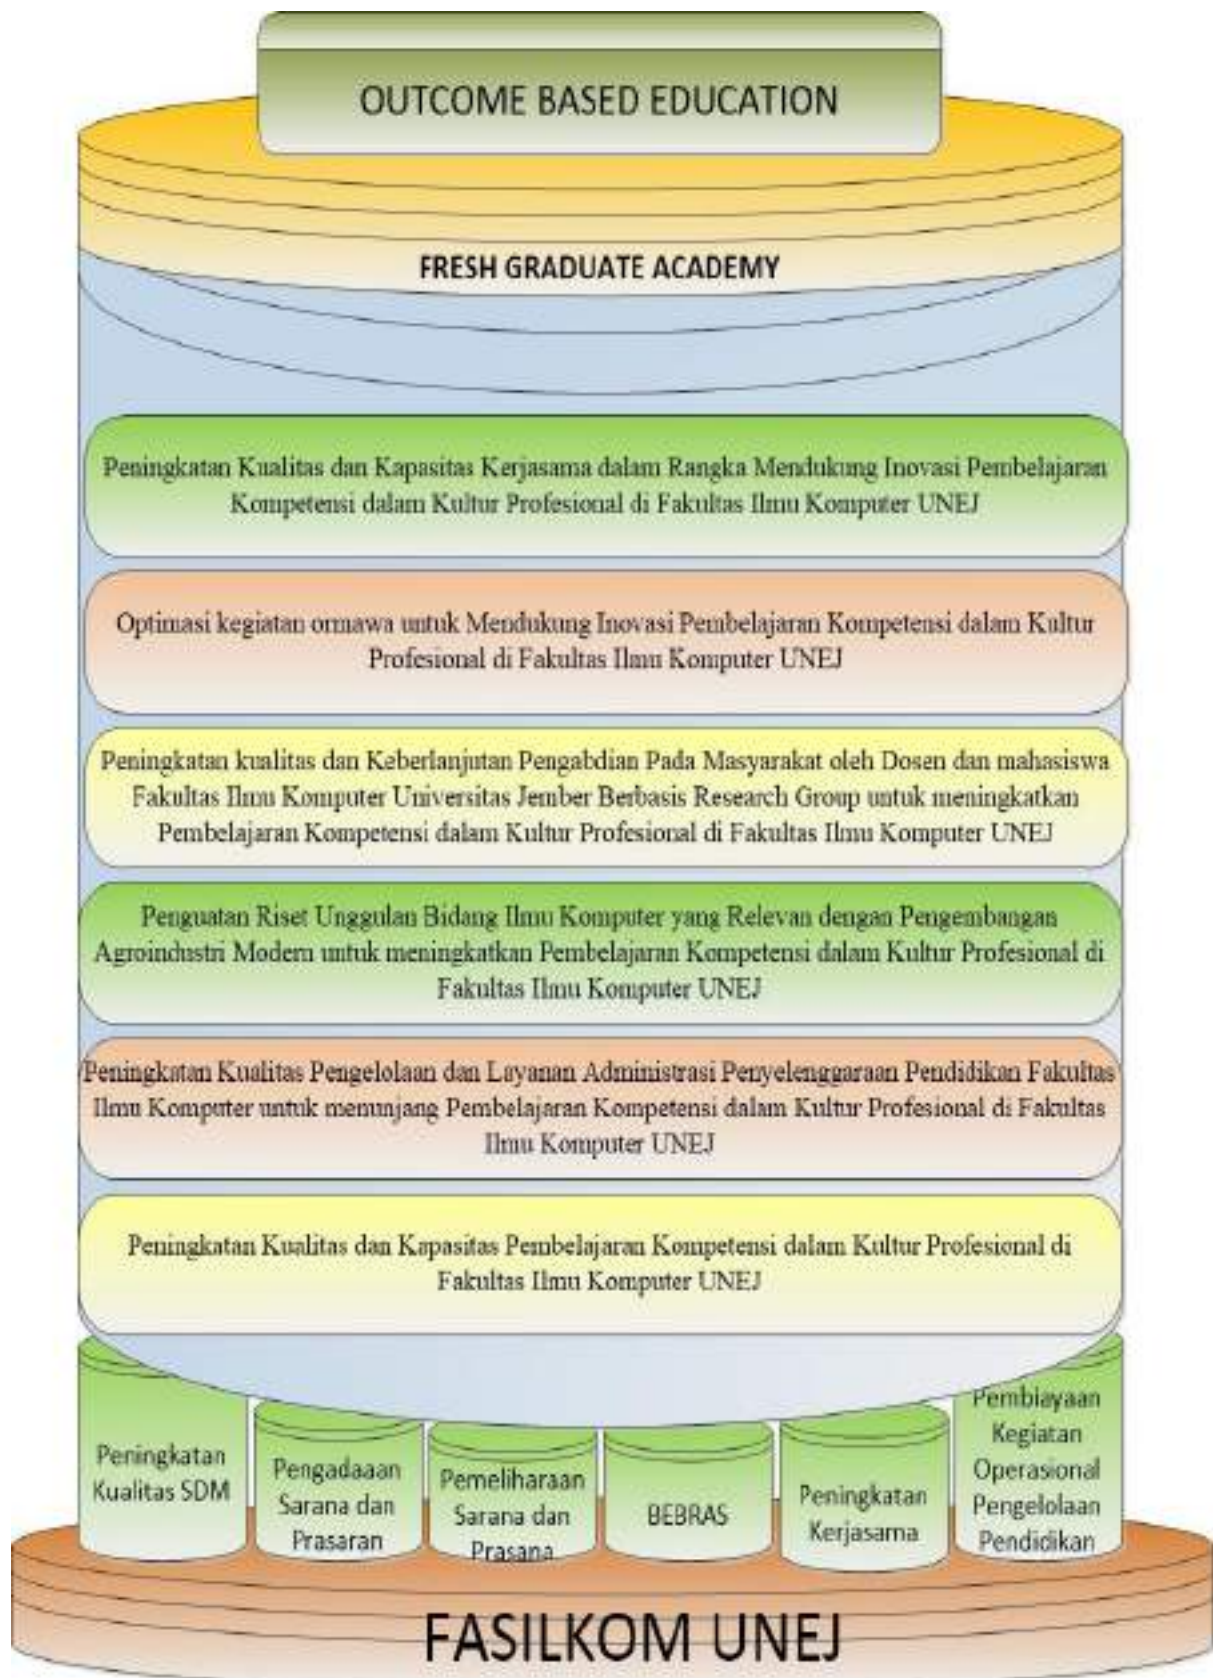 OUTCOME BASED EDUCATION
FRESH GRADUATE ACADEMY
Peningkatan Kualitas dan Kapasitas Kerjasama dalam Rangka Mendukung Inovasi Pembelajaran
Kompetensi dalam Kultur Profesional di Fakultas Ilmu Komputer UNEJ
Optimasi kegiatan ormawa untuk Mendukung Inovasi Pembelajaran Kompetensi dalam Kultur
Profesional di Fakultas Ilmu Komputer UNEJ
Peningkatan kualitas dan Keberlanjutan Pengabdian Pada Masyarakat oleh Dosen dan mahasiswa
Fakultas Ilmu Komputer Universitas Jember Berbasis Research Group untuk meningkatkan
Pembelajaran Kompetensi dalam Kultur Profesional di Fakultas Ilmu Komputer UNEJ
Penguatan Riset Unggulan Bidang Ilmu Komputer yang Relevan dengan Pengembangan
Agroindustri Modern untuk meningkatkan Pembelajaran Kompetensi dalam Kultur Profesional di
Fakultas Ilmu Komputer UNEJ
Peningkatan Kualitas Pengelolaan dan Layanan Administrasi Penyelenggaraan Pendidikan Fakultas
Ilmu Komputer untuk menunjang Pembelajaran Kompetensi dalam Kultur Profesional di Fakultas
Ilmu Komputer UNEJ
Peningkatan Kualitas dan Kapasitas Pembelajaran Kompetensi dalam Kultur Profesional di
Fakultas Ilmu Komputer UNEJ
Peningkatan
Kualitas SDM
Pengadaaan
Sarana dan
Prasaran
Pemeliharaan
Sarana dan
Prasana
BEBRAS
Peningkatan
Kerjasama
Pembiayaan
Kegiatan
Operasional
Pengelolaan
Pendidikan
FASILKOM UNEJ